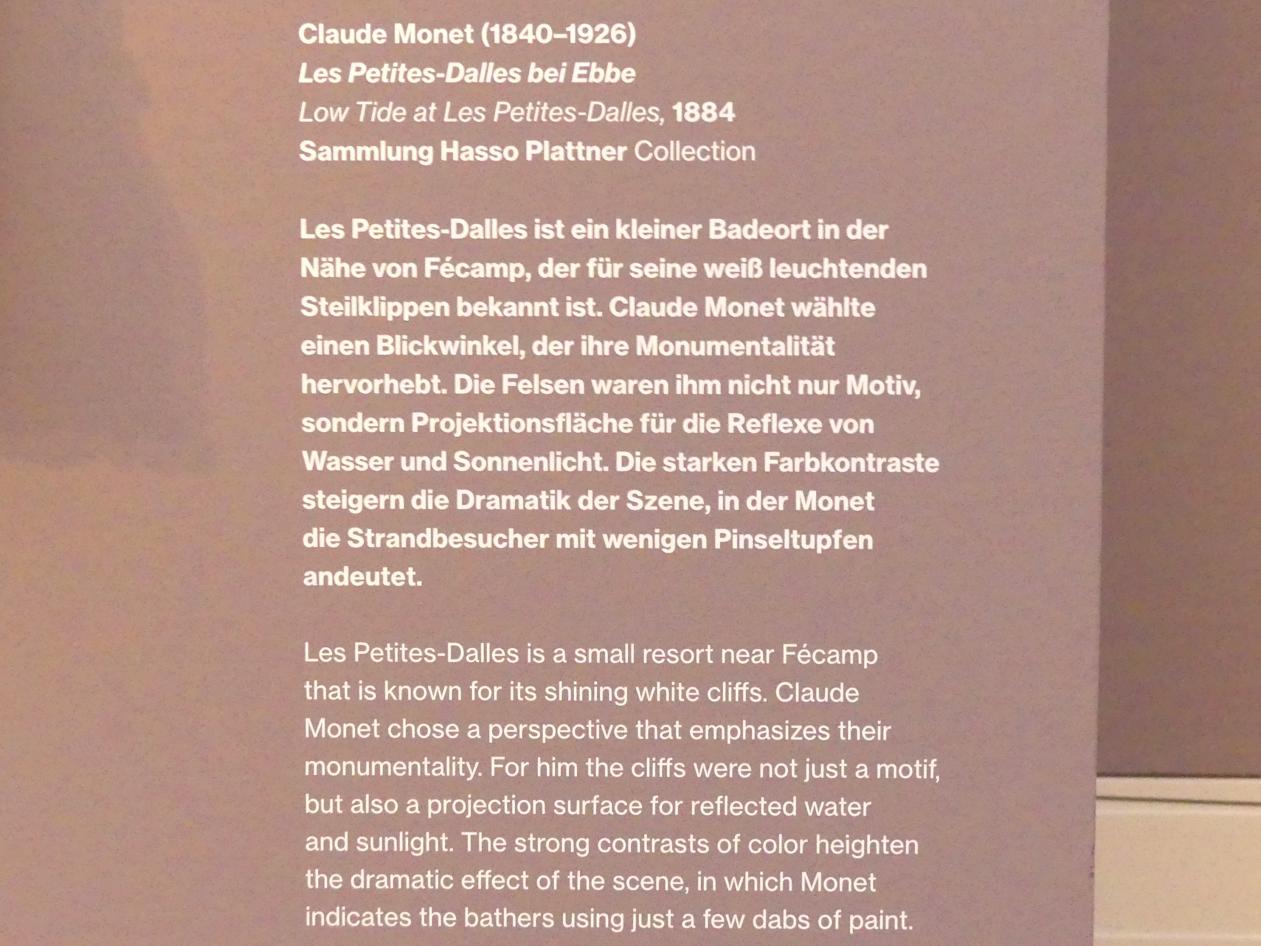 Claude Monet (1840–1926)
Les Petites-Dalles bei Ebbe
Low Tide at Les Petites-Dalles, 1884
Sammlung Hasso Plattner Collection
Les Petites-Dalles ist ein kleiner Badeort in der
Nähe von Fécamp, der für seine weiß leuchtenden
Steilklippen bekannt ist. Claude Monet wählte
einen Blickwinkel, der ihre Monumentalität
hervorhebt. Die Felsen waren ihm nicht nur Motiv,
sondern Projektionsfläche für die Reflexe von
Wasser und Sonnenlicht. Die starken Farbkontraste
steigern die Dramatik der Szene, in der Monet
die Strandbesucher mit wenigen Pinseltupfen
andeutet.
Les Petites-Dalles is a small resort near Fécamp
that is known for its shining white cliffs. Claude
Monet chose a perspective that emphasizes their
monumentality. For him the cliffs were not just a motif,
but also a projection surface for reflected water
and sunlight. The strong contrasts of color heighten
the dramatic effect of the scene, in which Monet
indicates the bathers using just a few dabs of paint.